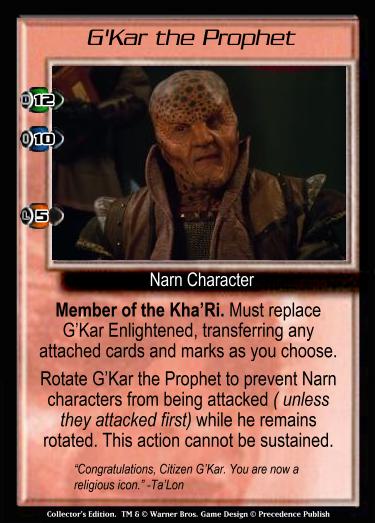 G'Kar the Prophet
D 12
I 10
L 5
Narn Character
Member of the Kha'Ri. Must replace
G'Kar Enlightened, transferring any
attached cards and marks as you choose.
Rotate G'Kar the Prophet to prevent Narn
characters from being attacked ( unless
they attacked first) while he remains
rotated. This action cannot be sustained.
"Congratulations, Citizen G'Kar. You are now a
religious icon." -Ta'Lon
Collector's Edition. TM & © Warner Bros. Game Design © Precedence Publish